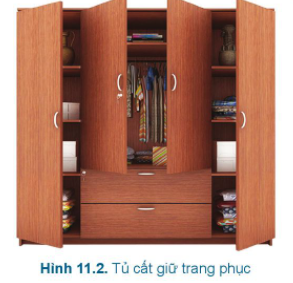 Hình 11.2. Tủ cất giữ trang phục